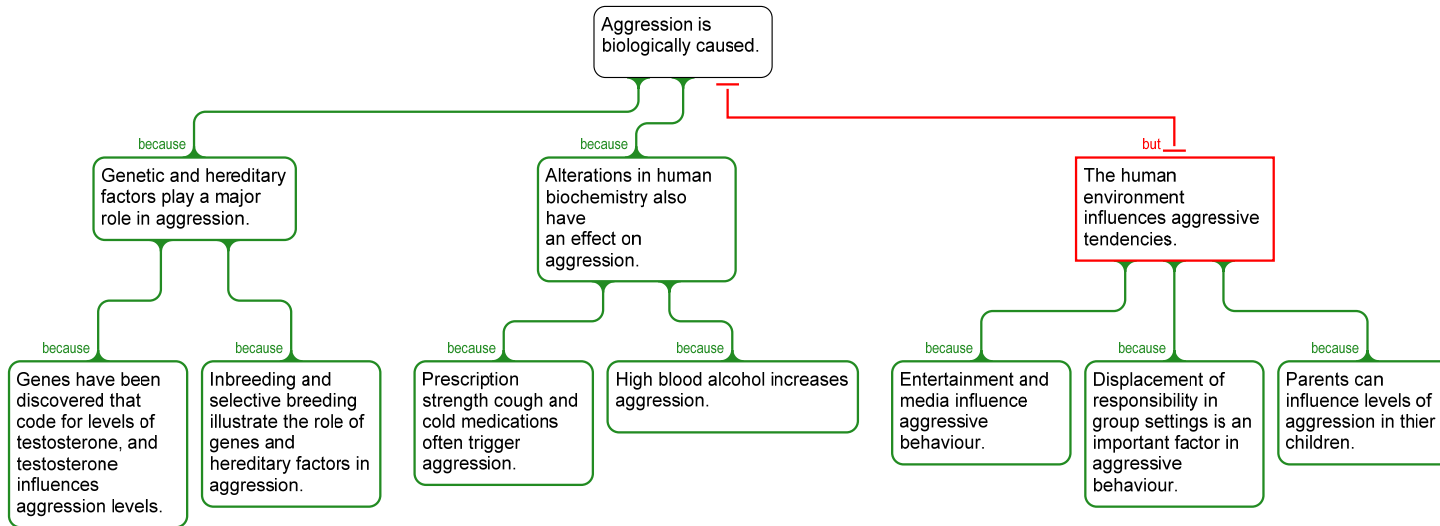 Aggression is
biologically caused.
because
Genetic and hereditary
factors play a major
role in aggression.
because
Alterations in human
biochemistry also
have
an effect on
aggression.
but
The human
environment
influences aggressive
tendencies.
because
Genes have been
discovered that
code for levels of
testosterone, and
testosterone
influences
aggression levels.
because
Inbreeding and
selective breeding
illustrate the role of
genes and
hereditary factors in
aggression.
because
Prescription
strength cough and
cold medications
often trigger
aggression.
because
High blood alcohol increases
aggression.
because
Entertainment and
media influence
aggressive
behaviour.
because
Displacement of
responsibility in
group settings is an
important factor in
aggressive
behaviour.
because
Parents can
influence levels of
aggression in thier
children.